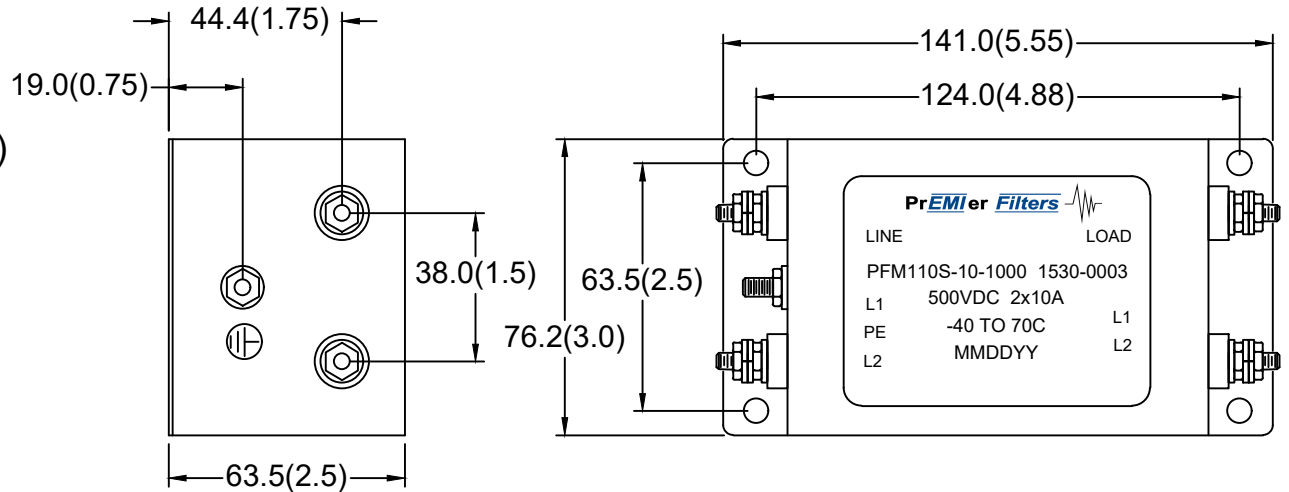 44.4(1.75)
19.0(0.75)
)
38.0(1.5)
63.5(2.5)
141.0(5.55)
124.0(4.88)
63.5(2.5)
76.2(3.0)
PrEMIer Filters
LINE LOAD
PFM110S-10-1000 1530-0003
L1 500VDC 2x10A
PE -40 TO 70C L1
L2 MMDDYY L2